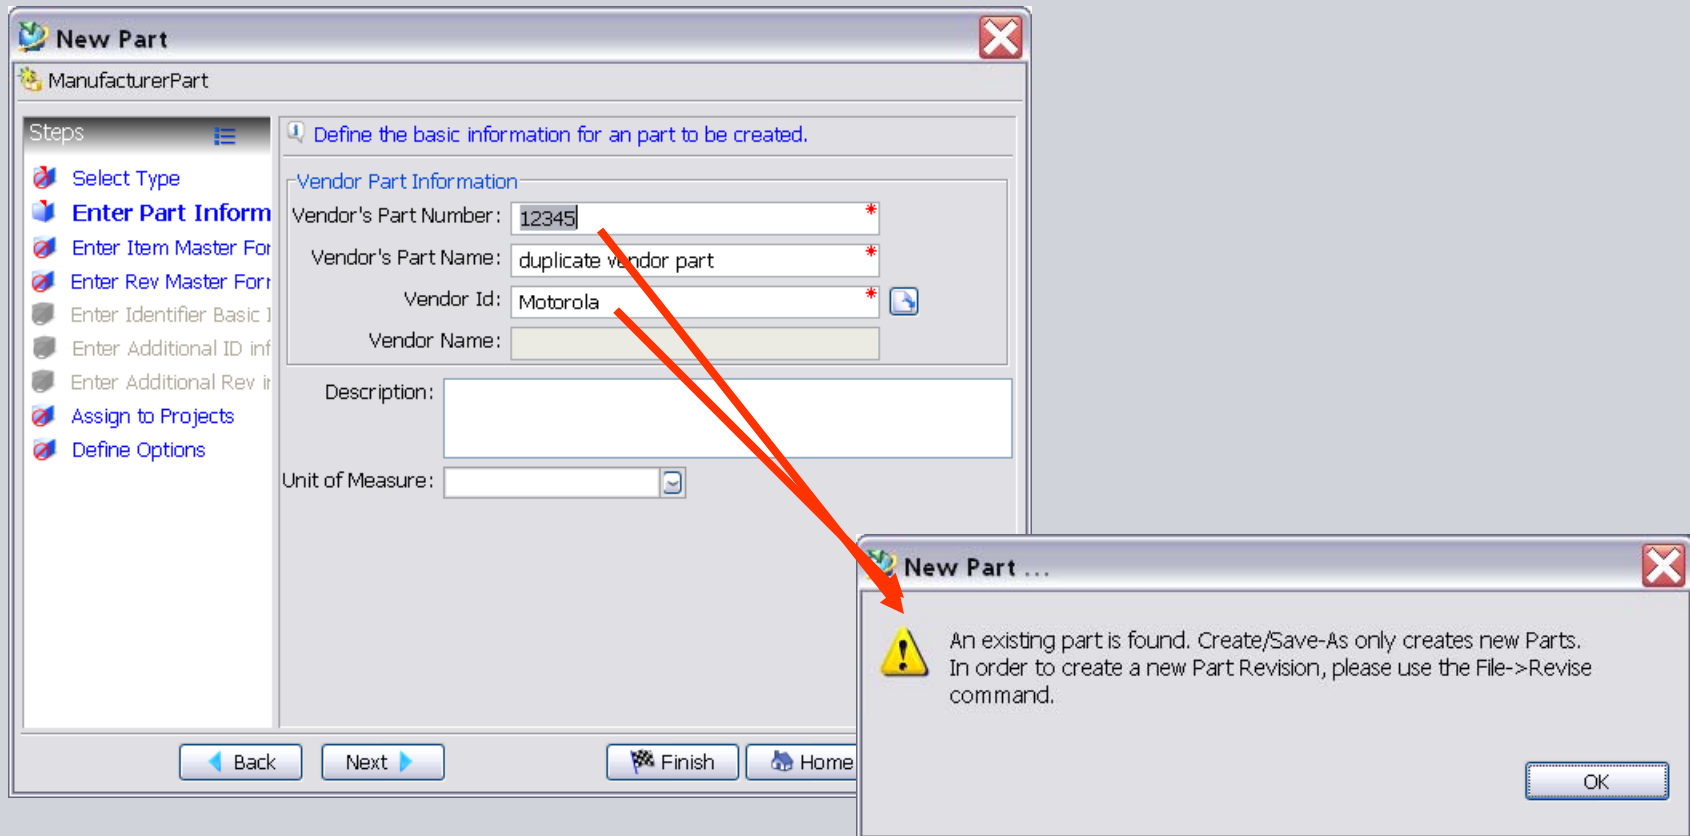 New Part
ManufacturerPart
Steps
Select Type
Enter Part Inform
Enter Item Master For
Enter Rev Master Forr
Enter Identifier Basic I
Enter Additional ID inf
Enter Additional Rev ir
Assign to Projects
Define Options
Define the basic information for an part to be created.
Vendor Part Information
Vendor's Part Number: 12345 *
Vendor's Part Name: duplicate vendor part *
Vendor Id: Motorola *
Vendor Name:
Description:
Unit of Measure:
Back Next Finish Home
New Part ...
An existing part is found. Create/Save-As only creates new Parts.
In order to create a new Part Revision, please use the File->Revise
command.
OK